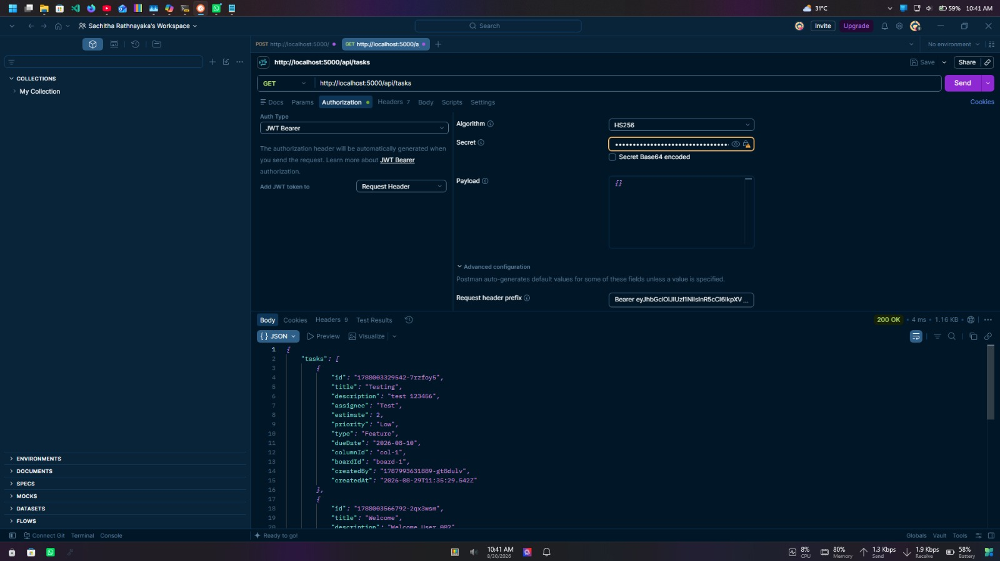 31°C
59%
10:41 AM
Sachitha Rathnayaka's Workspace
Search
Invite
Upgrade
POST http://localhost:5000/
GET http://localhost:5000/a
No environment
http://localhost:5000/api/tasks
Save
Share
COLLECTIONS
My Collection
GET
http://localhost:5000/api/tasks
Send
Docs
Params
Authorization
Headers 7
Body
Scripts
Settings
Cookies
Auth Type
JWT Bearer
The authorization header will be automatically generated when
you send the request. Learn more about JWT Bearer
authorization.
Add JWT token to
Request Header
Algorithm
HS256
Secret
Secret Base64 encoded
Payload
{}
Advanced configuration
Postman auto-generates default values for some of these fields unless a value is specified.
Request header prefix
Bearer eyJhbGciOiJIUzI1NiIsInR5cCI6IkpXV ...
Body
Cookies
Headers 9
Test Results
200 OK • 4 ms • 1.16 KB
{} JSON
Preview
Visualize
1 {
2 "tasks": [
3 {
4 "id": "1788003329542-7rzfoy5",
5 "title": "Testing",
6 "description": "test 123456",
7 "assignee": "Test",
8 "estimate": 2,
9 "priority": "Low",
10 "type": "Feature",
11 "dueDate": "2026-08-10",
12 "columnId": "col-1",
13 "boardId": "board-1",
14 "createdBy": "1787993631889-gt8dulv",
15 "createdAt": "2026-08-29T11:35:29.542Z"
16 },
17 {
18 "id": "1788003566792-2qx3wsm",
19 "title": "Welcome",
20 "description": "Welcome User 002"
ENVIRONMENTS
DOCUMENTS
SPECS
MOCKS
DATASETS
FLOWS
Connect Git
Terminal
Console
Ready to go!
Globals
Vault
Tools
10:41 AM
8/30/2026
8%
CPU
80%
Memory
1.3 Kbps
Send
1.9 Kbps
Receive
58%
Battery